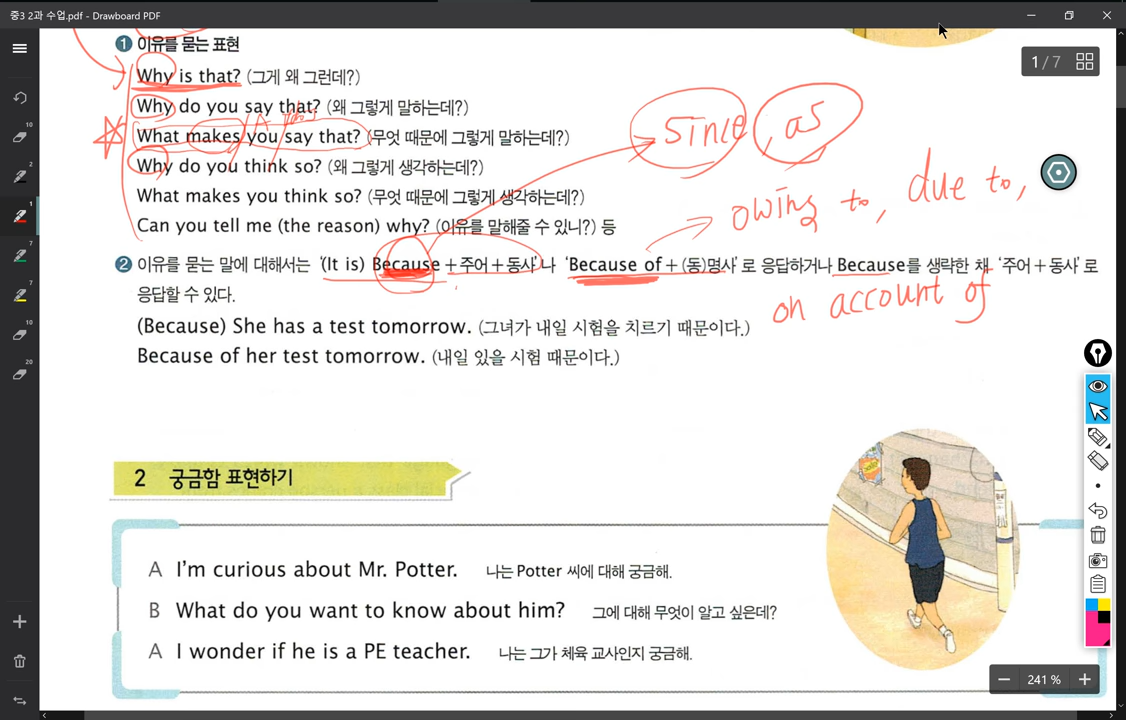 중3 2과 수업.pdf - Drawboard PDF
1 / 7
1 이유를 묻는 표현
Why is that? (그게 왜 그런데?)
Why do you say that? (왜 그렇게 말하는데?)
What makes you say that? (무엇 때문에 그렇게 말하는데?)
Why do you think so? (왜 그렇게 생각하는데?)
What makes you think so? (무엇 때문에 그렇게 생각하는데?)
Can you tell me (the reason) why? (이유를 말해줄 수 있니?) 등
since, as
owing to, due to,
on account of
2 이유를 묻는 말에 대해서는 ‘(It is) Because＋주어＋동사’나 ‘Because of＋(동)명사’로 응답하거나 Because를 생략한 채 ‘주어＋동사’로
응답할 수 있다.
(Because) She has a test tomorrow. (그녀가 내일 시험을 치르기 때문이다.)
Because of her test tomorrow. (내일 있을 시험 때문이다.)
2 궁금함 표현하기
A I’m curious about Mr. Potter. 나는 Potter 씨에 대해 궁금해.
B What do you want to know about him? 그에 대해 무엇이 알고 싶은데?
A I wonder if he is a PE teacher. 나는 그가 체육 교사인지 궁금해.
241 %
10
2
1
7
7
7
10
20